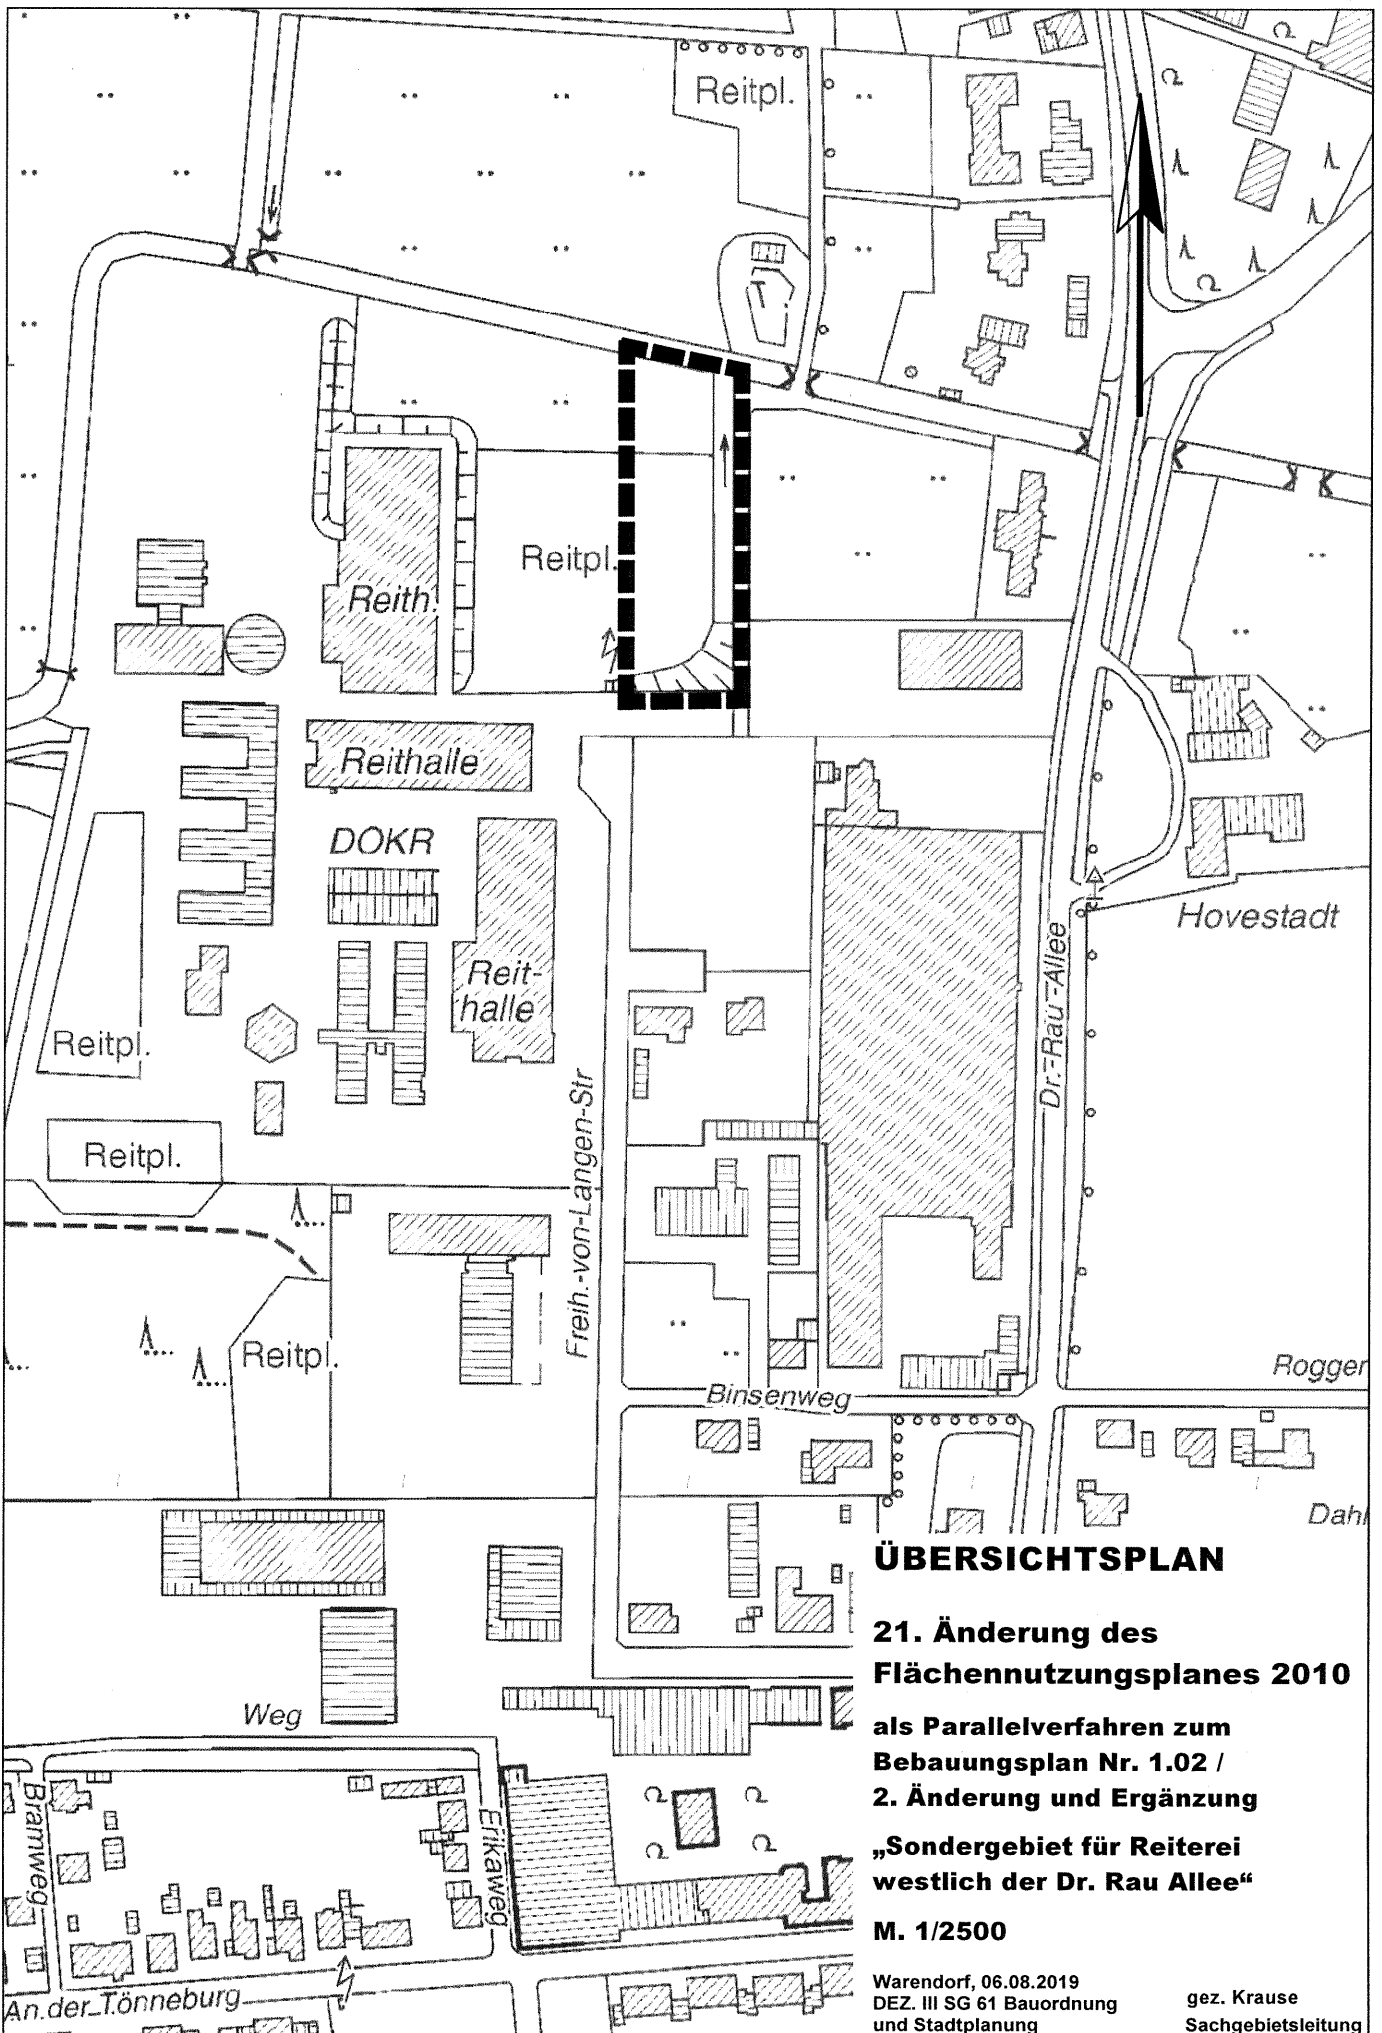 Reitpl.
Reitpl.
Reith.
Reithalle
DOKR
Reit-
halle
Hovestadt
Dr.-Rau-Allee
Reitpl.
Reitpl.
Freih.-von-Langen-Str
Reitpl.
Binsenweg
Rogger
Dahl
Weg
Bramweg
Erikaweg
An der Tönneburg
ÜBERSICHTSPLAN
21. Änderung des
Flächennutzungsplanes 2010
als Parallelverfahren zum
Bebauungsplan Nr. 1.02 /
2. Änderung und Ergänzung
„Sondergebiet für Reiterei
westlich der Dr. Rau Allee“
M. 1/2500
Warendorf, 06.08.2019
DEZ. III SG 61 Bauordnung
und Stadtplanung
gez. Krause
Sachgebietsleitung